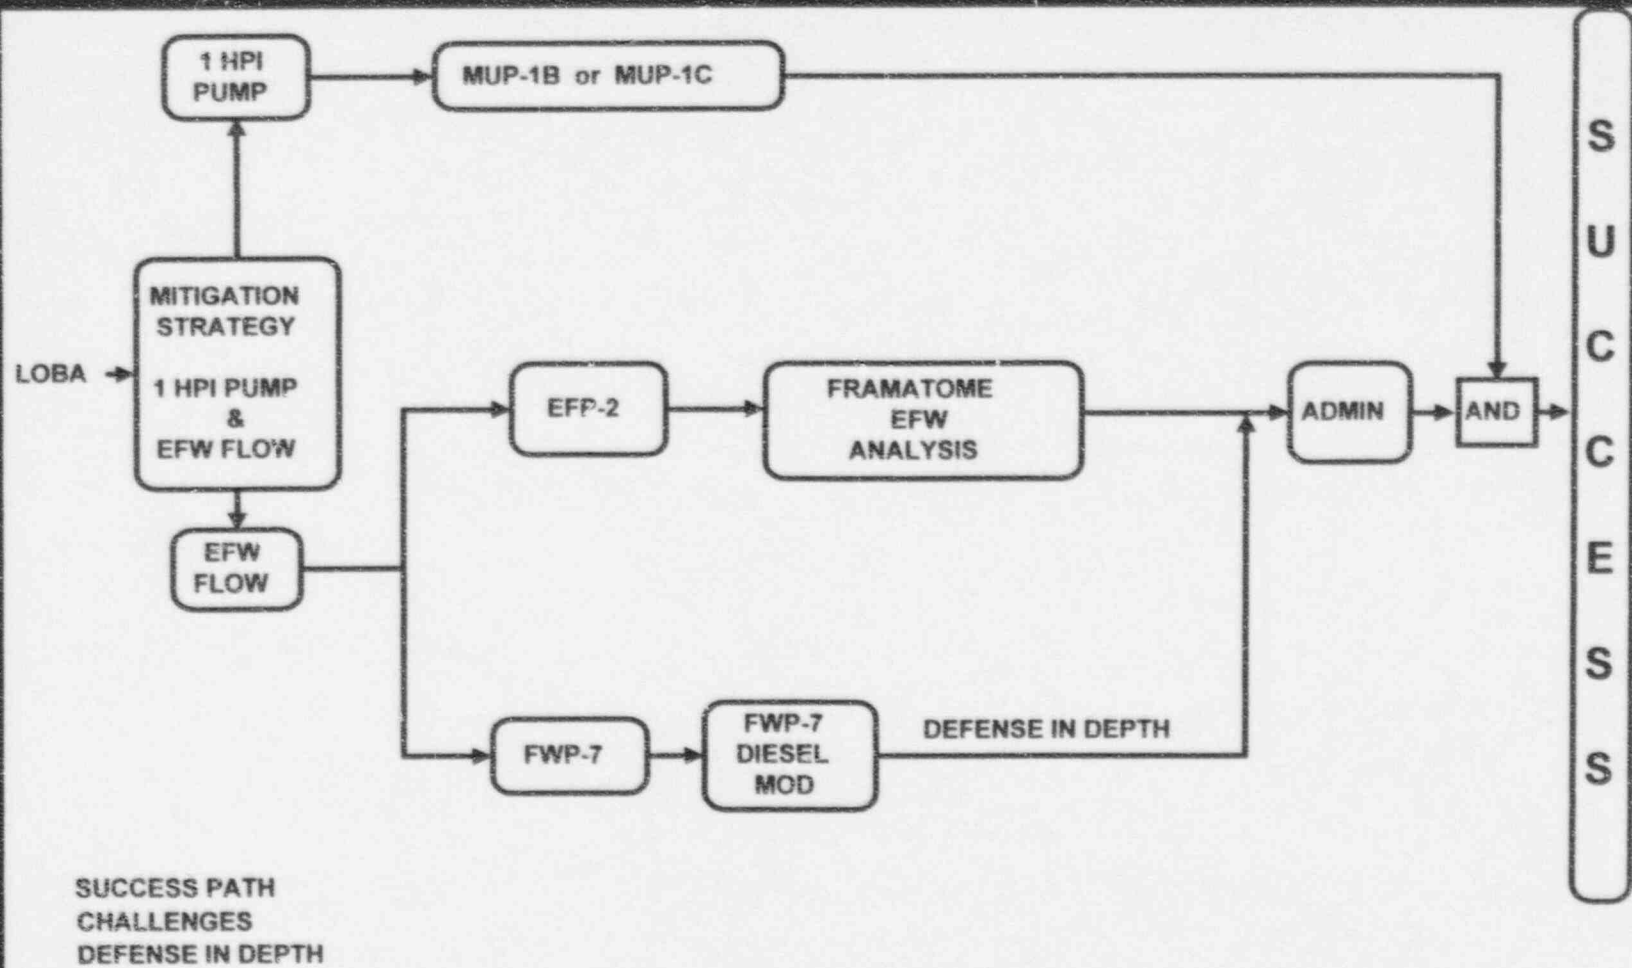 1 HPI
PUMP
MUP-1B or MUP-1C
MITIGATION
STRATEGY
1 HPI PUMP
&
EFW FLOW
LOBA
EFW
FLOW
EFP-2
FRAMATOME
EFW
ANALYSIS
ADMIN
AND
FWP-7
FWP-7
DIESEL
MOD
DEFENSE IN DEPTH
S
U
C
C
E
S
S
SUCCESS PATH
CHALLENGES
DEFENSE IN DEPTH